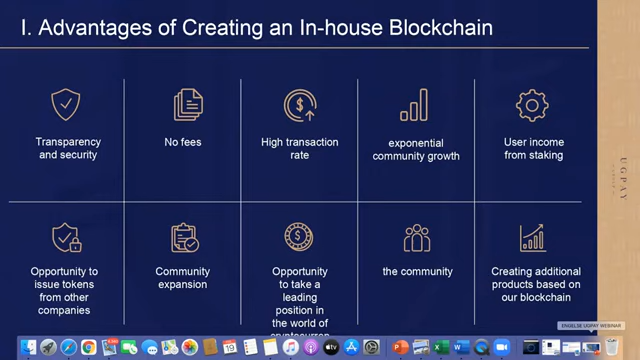 I. Advantages of Creating an In-house Blockchain
Transparency
and security
No fees
High transaction
rate
exponential
community growth
User income
from staking
Opportunity to
issue tokens
from other
companies
Community
expansion
Opportunity
to take a
leading
position in
the world of
the community
Creating additional
products based on
our blockchain
UGPAY
ENGELSE UGPAY WEBINAR
19
tv